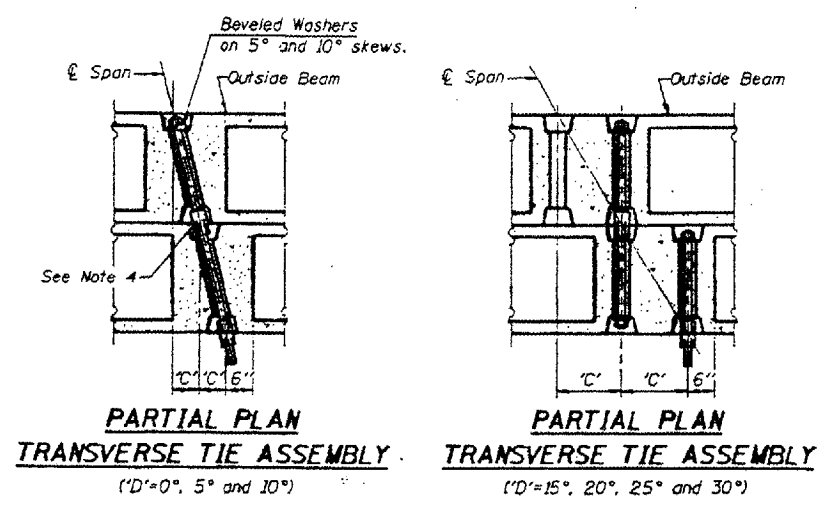 Beveled Washers
on 5° and 10° skews.
℄ Span
Outside Beam
See Note 4
'C' 'C' 6"
PARTIAL PLAN
TRANSVERSE TIE ASSEMBLY
('D'=0°, 5° and 10°)
℄ Span
Outside Beam
'C' 'C' 6"
PARTIAL PLAN
TRANSVERSE TIE ASSEMBLY
('D'=15°, 20°, 25° and 30°)